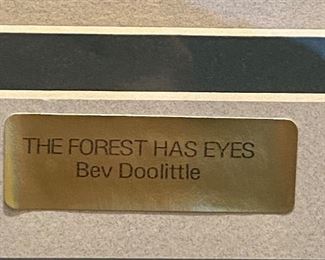 THE FOREST HAS EYES
Bev Doolittle